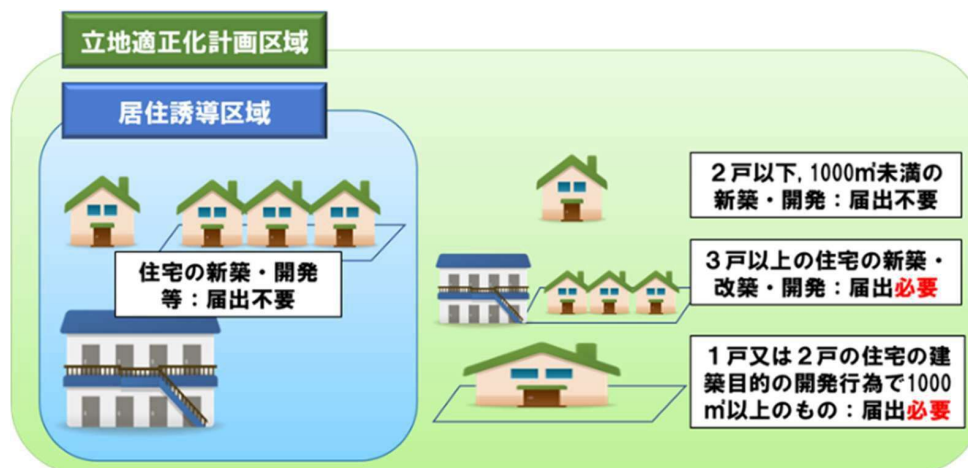 立地適正化計画区域
居住誘導区域
住宅の新築・開発
等：届出不要
２戸以下，1000㎡未満の
新築・開発：届出不要
３戸以上の住宅の新築・
改築・開発：届出必要
１戸又は２戸の住宅の建
築目的の開発行為で1000
㎡以上のもの：届出必要